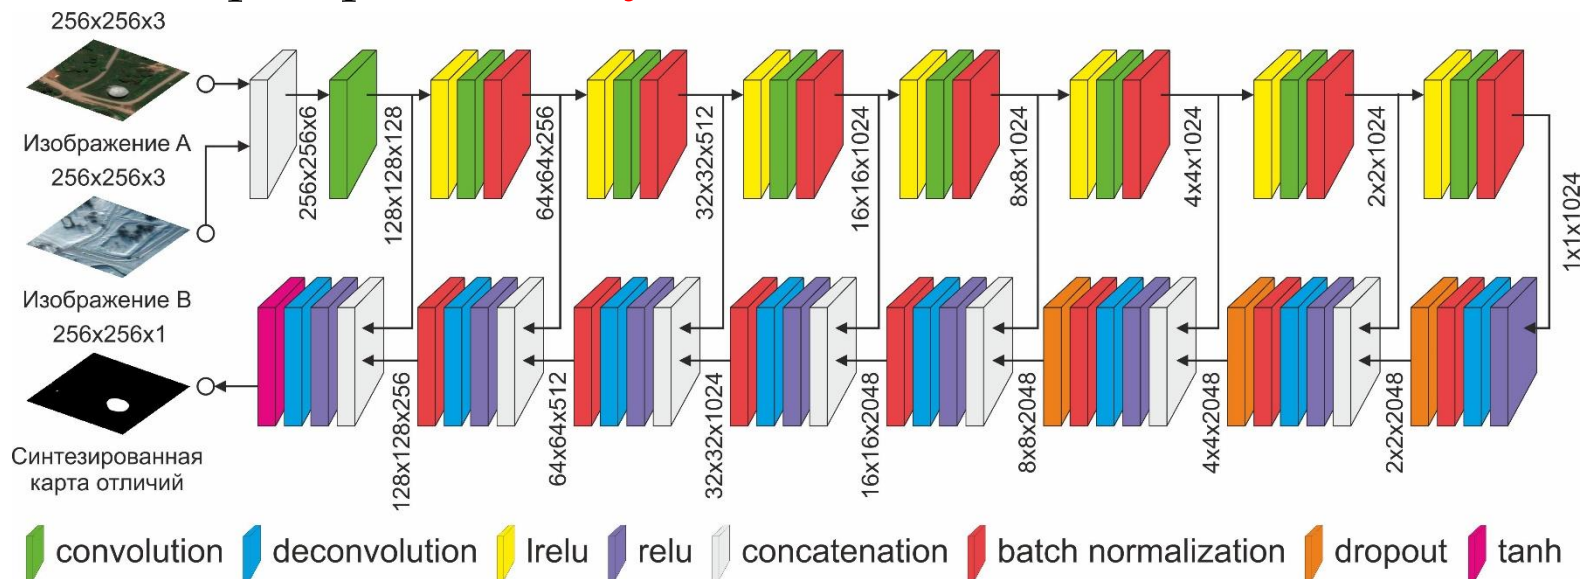 256x256x3
Изображение A
256x256x3
Изображение B
256x256x1
Синтезированная
карта отличий
256x256x6
128x128x128
64x64x256
32x32x512
16x16x1024
8x8x1024
4x4x1024
2x2x1024
1x1x1024
128x128x256
64x64x512
32x32x1024
16x16x2048
8x8x2048
4x4x2048
2x2x2048
convolution
deconvolution
lrelu
relu
concatenation
batch normalization
dropout
tanh